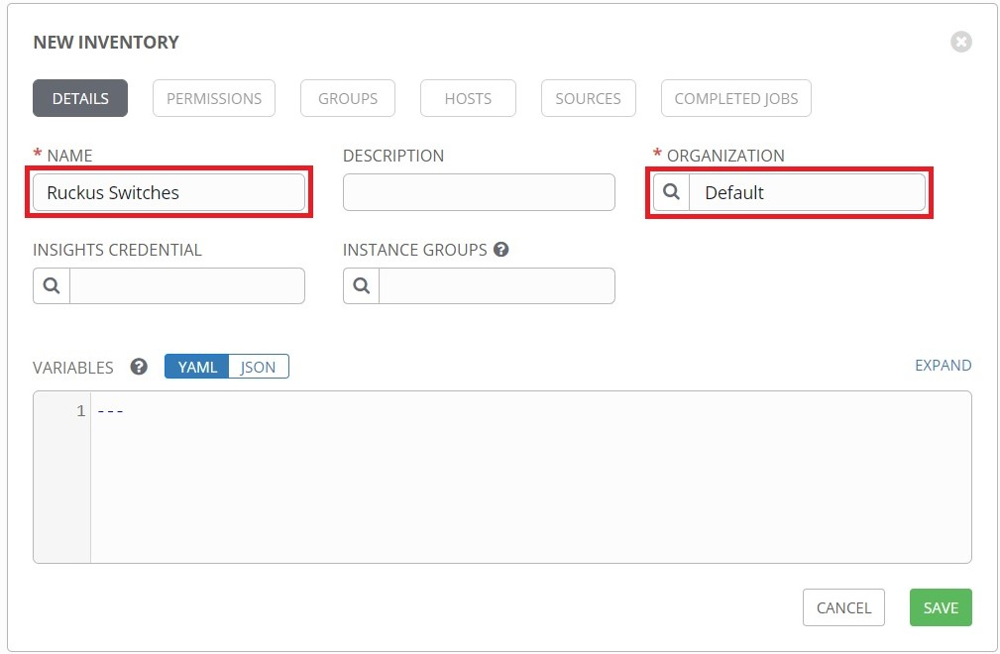 NEW INVENTORY
DETAILS PERMISSIONS GROUPS HOSTS SOURCES COMPLETED JOBS
* NAME DESCRIPTION * ORGANIZATION
Ruckus Switches Default
INSIGHTS CREDENTIAL INSTANCE GROUPS ?
VARIABLES ? YAML JSON EXPAND
1 ---
CANCEL SAVE